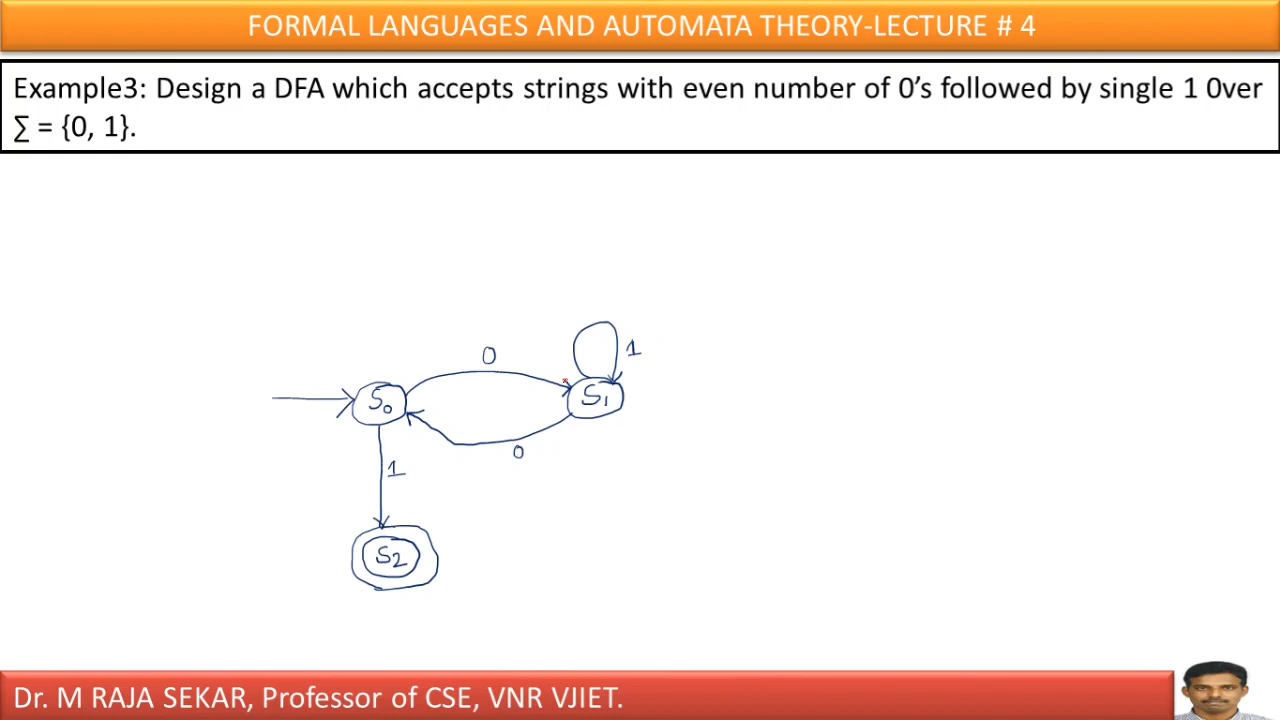 FORMAL LANGUAGES AND AUTOMATA THEORY-LECTURE # 4
Example3: Design a DFA which accepts strings with even number of 0’s followed by single 1 0ver
∑ = {0, 1}.
0
1
S0
S1
0
1
S2
Dr. M RAJA SEKAR, Professor of CSE, VNR VJIET.